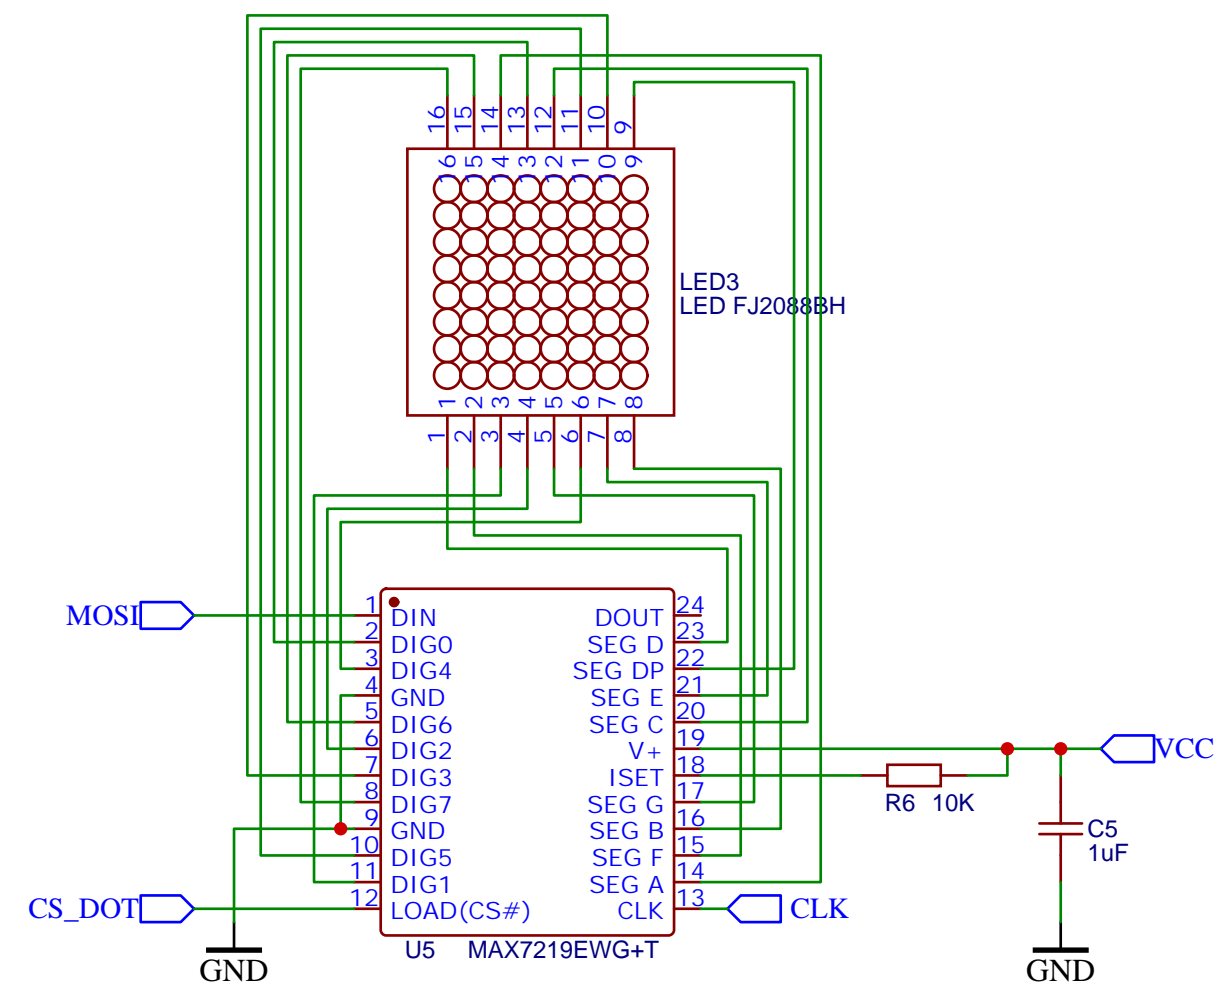 16 15 14 13 12 11 10 9
16 15 14 13 12 11 10 9
LED3
LED FJ2088BH
1 2 3 4 5 6 7 8
1 2 3 4 5 6 7 8
MOSI 1 DIN DOUT 24
2 DIG0 SEG D 23
3 DIG4 SEG DP 22
4 GND SEG E 21
5 DIG6 SEG C 20
6 DIG2 V+ 19 VCC
7 DIG3 ISET 18
R6 10K
8 DIG7 SEG G 17
9 GND SEG B 16
C5
1uF
10 DIG5 SEG F 15
11 DIG1 SEG A 14
CS_DOT 12 LOAD(CS#) CLK 13 CLK
U5 MAX7219EWG+T
GND GND